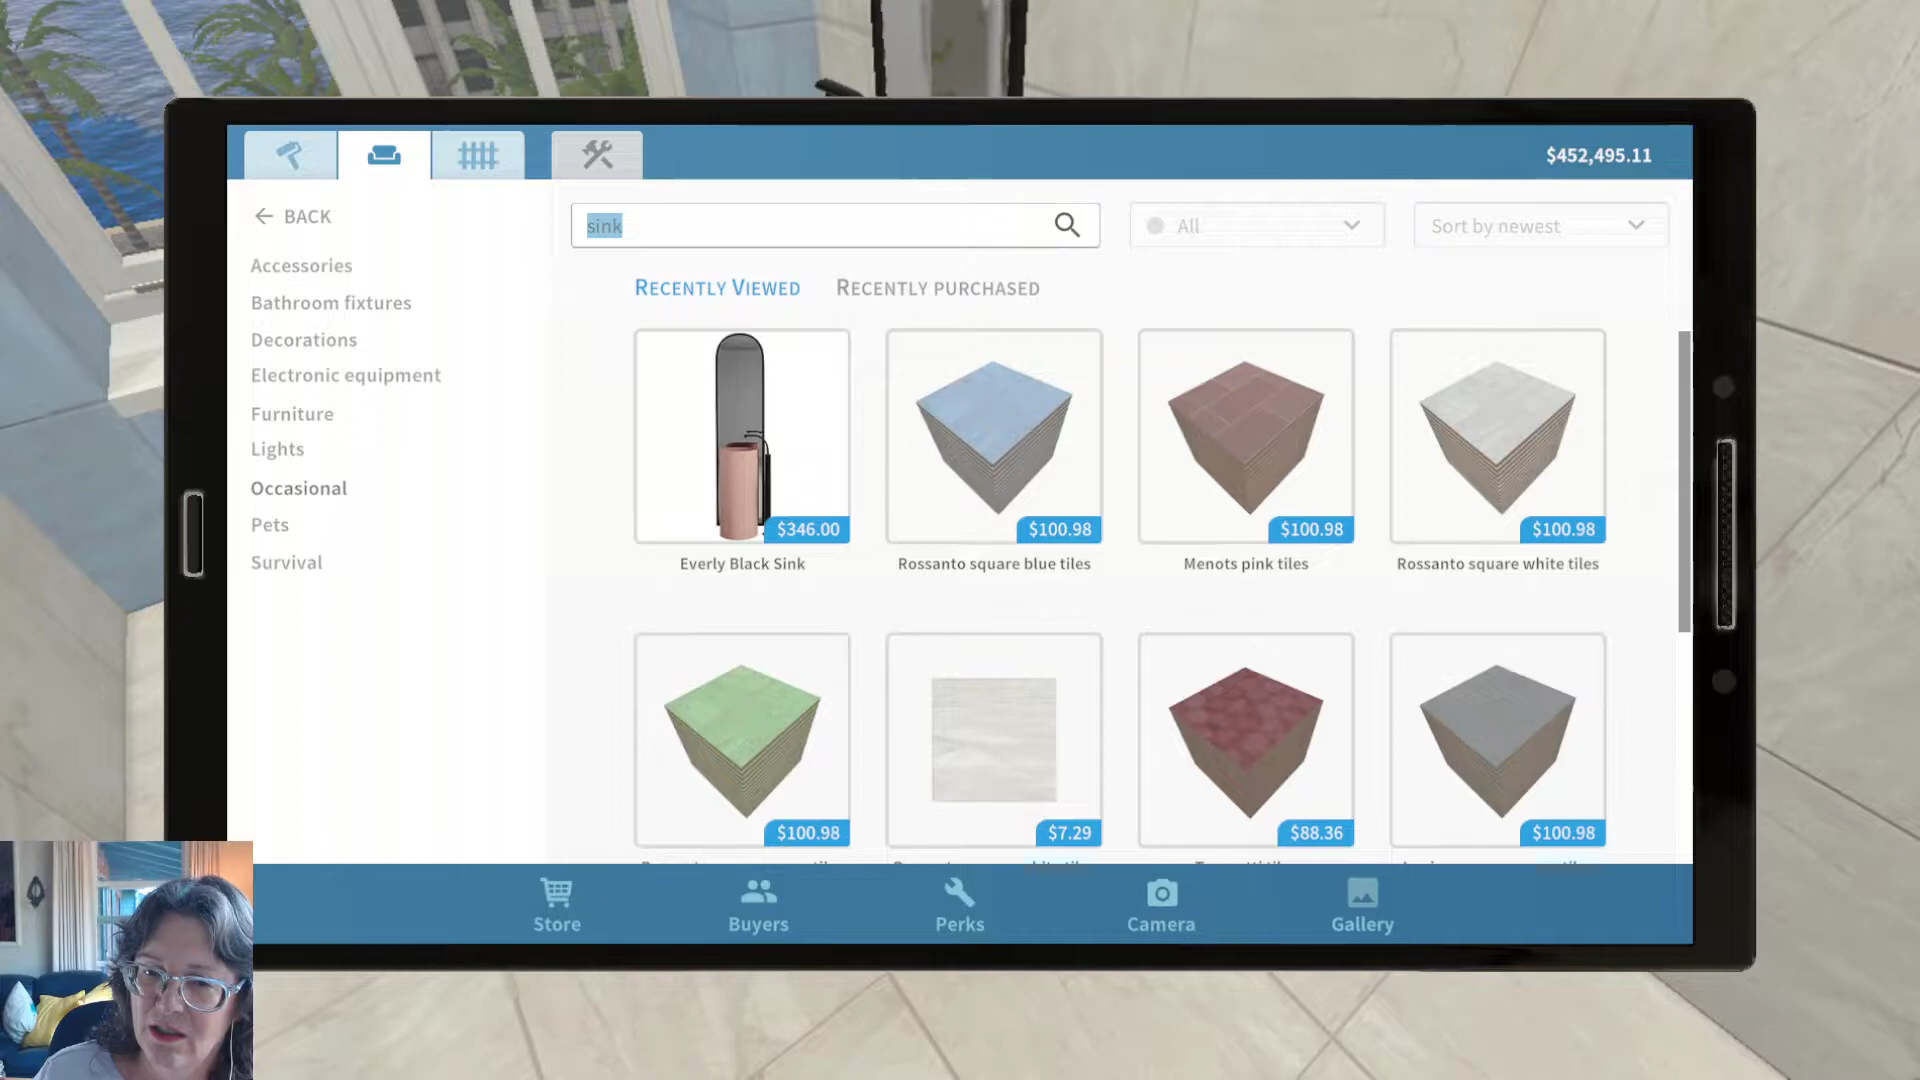 $452,495.11
BACK
sink
All
Sort by newest
Accessories
Bathroom fixtures
Decorations
Electronic equipment
Furniture
Lights
Occasional
Pets
Survival
RECENTLY VIEWED
RECENTLY PURCHASED
$346.00
$100.98
$100.98
$100.98
Everly Black Sink
Rossanto square blue tiles
Menots pink tiles
Rossanto square white tiles
$100.98
$7.29
$88.36
$100.98
Store
Buyers
Perks
Camera
Gallery